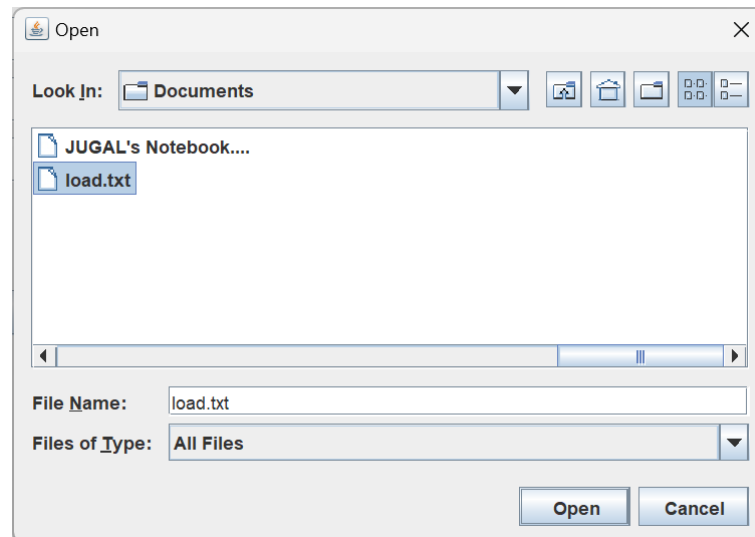 Open
Look In: Documents
JUGAL's Notebook....
load.txt
File Name: load.txt
Files of Type: All Files
Open Cancel